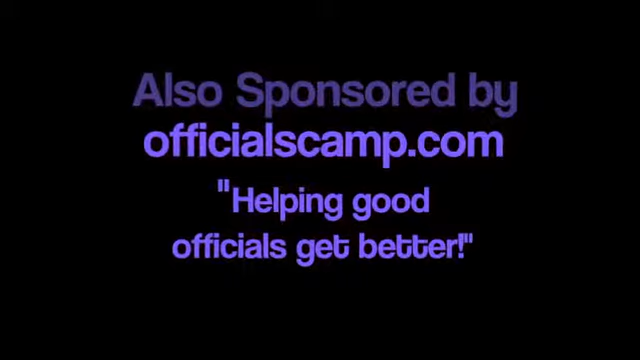 Also Sponsored by
officialscamp.com
"Helping good
officials get better!"